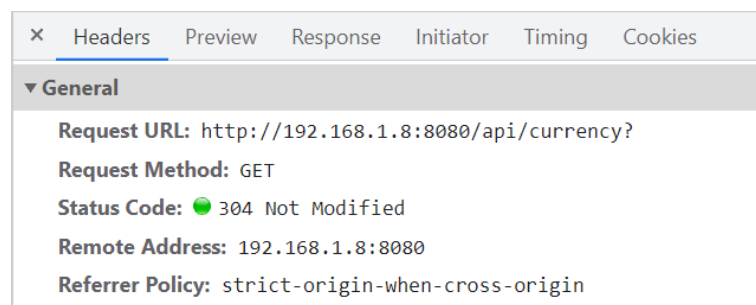 × Headers Preview Response Initiator Timing Cookies
▼ General
Request URL: http://192.168.1.8:8080/api/currency?
Request Method: GET
Status Code: 304 Not Modified
Remote Address: 192.168.1.8:8080
Referrer Policy: strict-origin-when-cross-origin